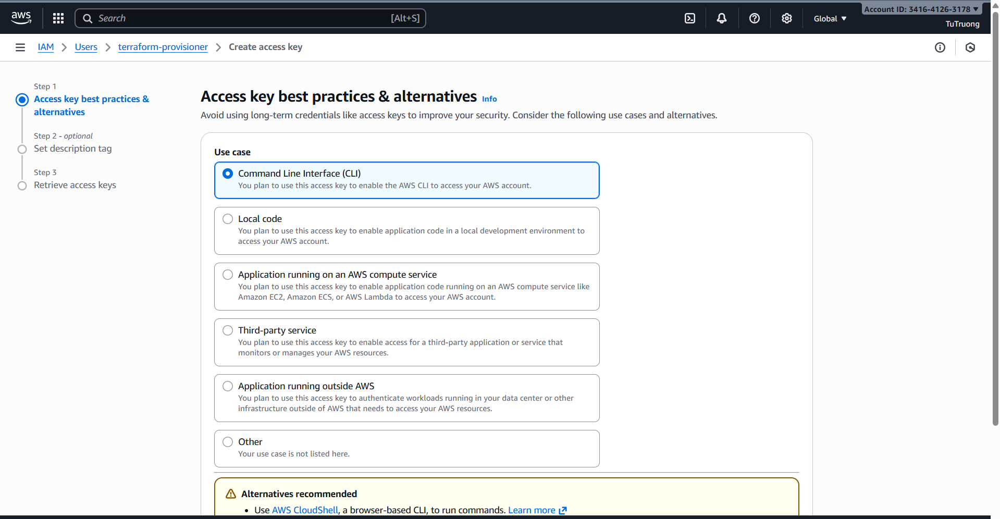 aws
Search
[Alt+S]
Global
Account ID: 3416-4126-3178
TuTruong
IAM
Users
terraform-provisioner
Create access key
Step 1
Access key best practices &
alternatives
Step 2 - optional
Set description tag
Step 3
Retrieve access keys
Access key best practices & alternatives Info
Avoid using long-term credentials like access keys to improve your security. Consider the following use cases and alternatives.
Use case
Command Line Interface (CLI)
You plan to use this access key to enable the AWS CLI to access your AWS account.
Local code
You plan to use this access key to enable application code in a local development environment to
access your AWS account.
Application running on an AWS compute service
You plan to use this access key to enable application code running on an AWS compute service like
Amazon EC2, Amazon ECS, or AWS Lambda to access your AWS account.
Third-party service
You plan to use this access key to enable access for a third-party application or service that
monitors or manages your AWS resources.
Application running outside AWS
You plan to use this access key to authenticate workloads running in your data center or other
infrastructure outside of AWS that needs to access your AWS resources.
Other
Your use case is not listed here.
Alternatives recommended
• Use AWS CloudShell, a browser-based CLI, to run commands. Learn more